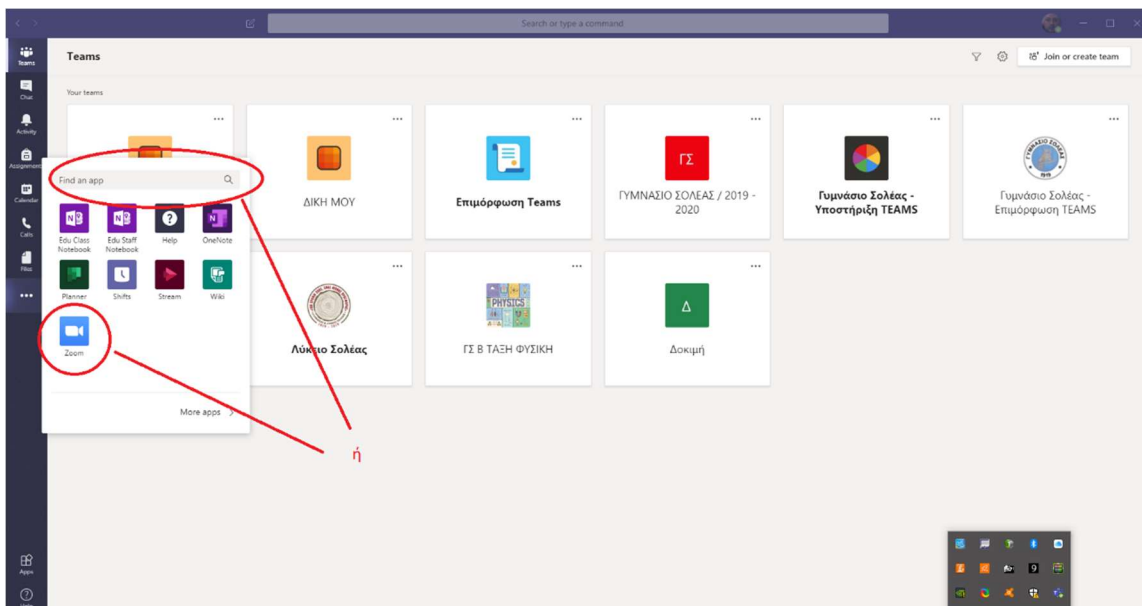 Search or type a command
Teams
Teams
Join or create team
Chat
Your teams
Activity
Assignments
Find an app
Calendar
Calls
Files
Edu Class
Notebook
Edu Staff
Notebook
Help
OneNote
Planner
Shifts
Stream
Wiki
Zoom
More apps
ΔΙΚΗ ΜΟΥ
Επιμόρφωση Teams
ΓΣ
ΓΥΜΝΑΣΙΟ ΣΟΛΕΑΣ / 2019 -
2020
Γυμνάσιο Σολέας -
Υποστήριξη TEAMS
Γυμνάσιο Σολέας -
Επιμόρφωση TEAMS
Λύκειο Σολέας
PHYSICS
ΓΣ Β ΤΑΞΗ ΦΥΣΙΚΗ
Δ
Δοκιμή
ή
Apps
Help